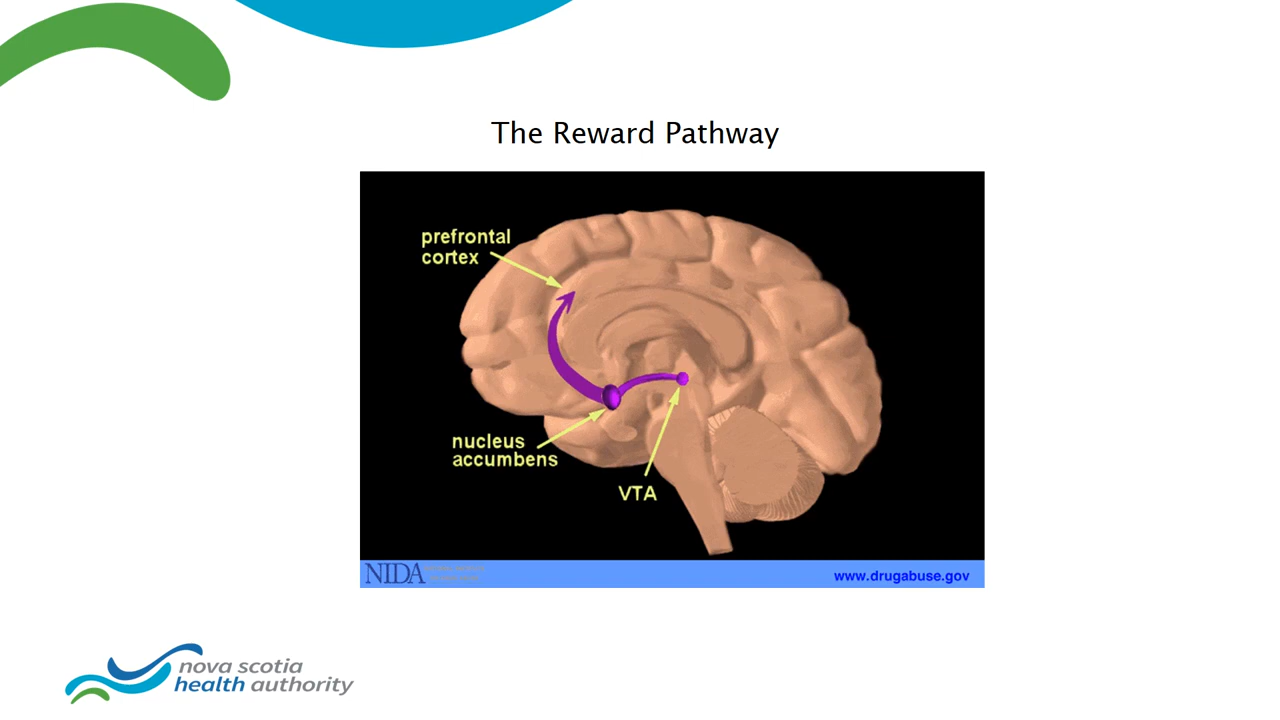 The Reward Pathway
prefrontal
cortex
nucleus
accumbens
VTA
NIDA
www.drugabuse.gov
nova scotia
health authority